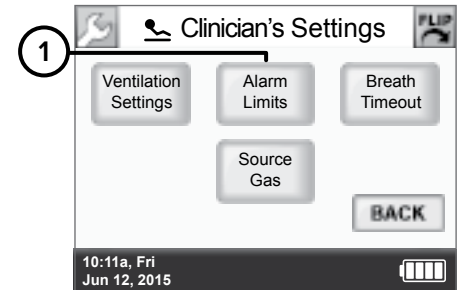 1
Clinician's Settings
FLIP
Ventilation
Settings
Alarm
Limits
Breath
Timeout
Source
Gas
BACK
10:11a, Fri
Jun 12, 2015